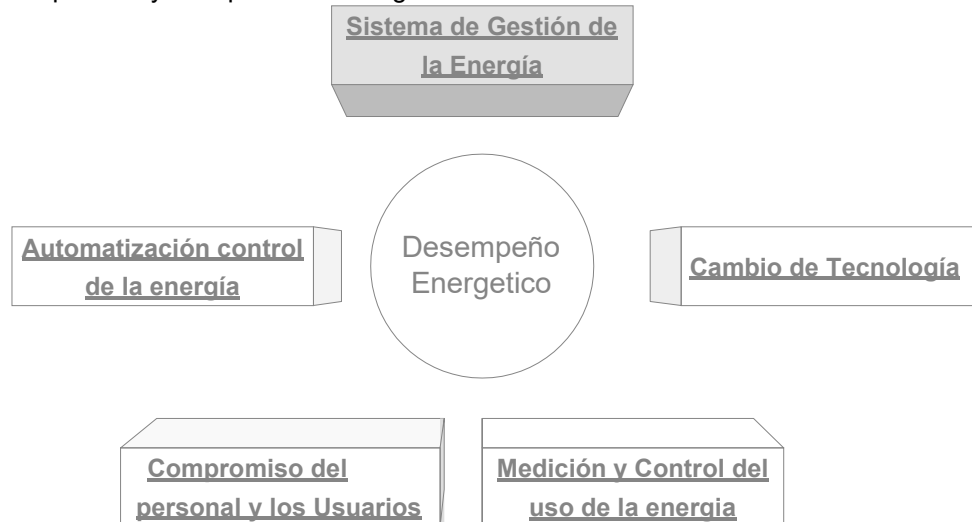 Sistema de Gestión de
la Energía
Automatización control
de la energía
Desempeño
Energetico
Cambio de Tecnología
Compromiso del
personal y los Usuarios
Medición y Control del
uso de la energia